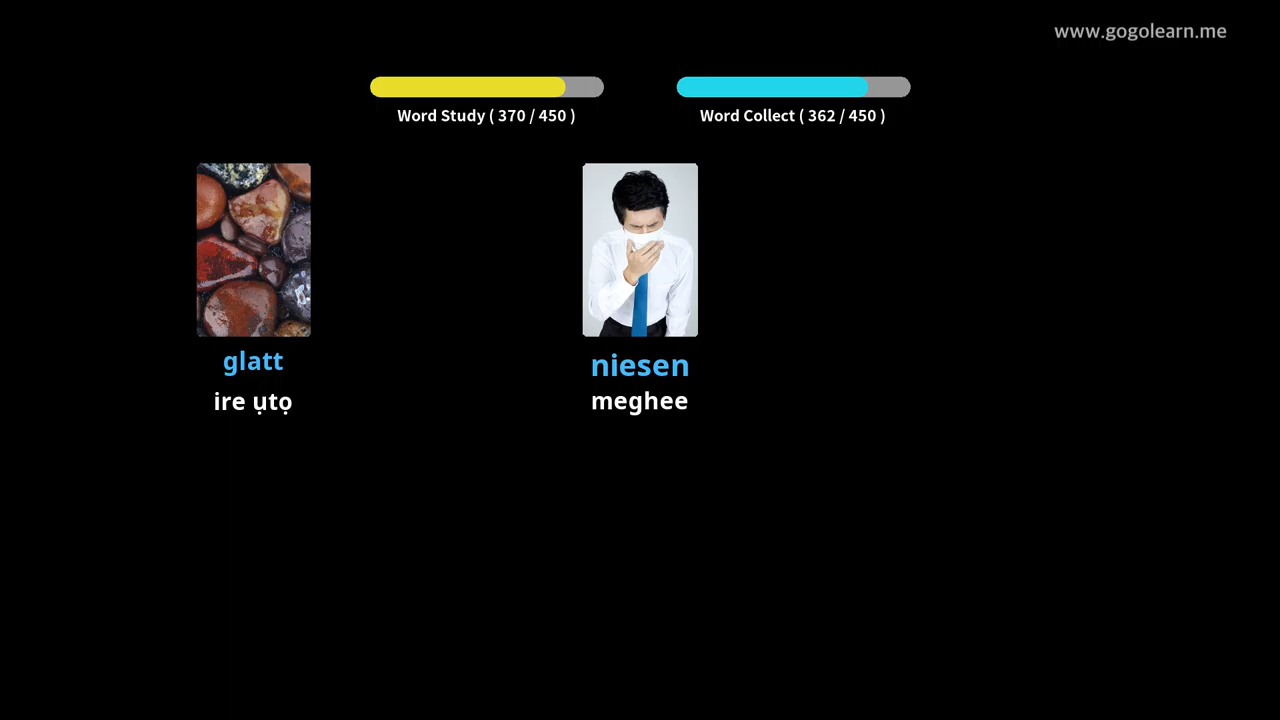 www.gogolearn.me
Word Study ( 370 / 450 )
Word Collect ( 362 / 450 )
glatt
ire ụtọ
niesen
meghee